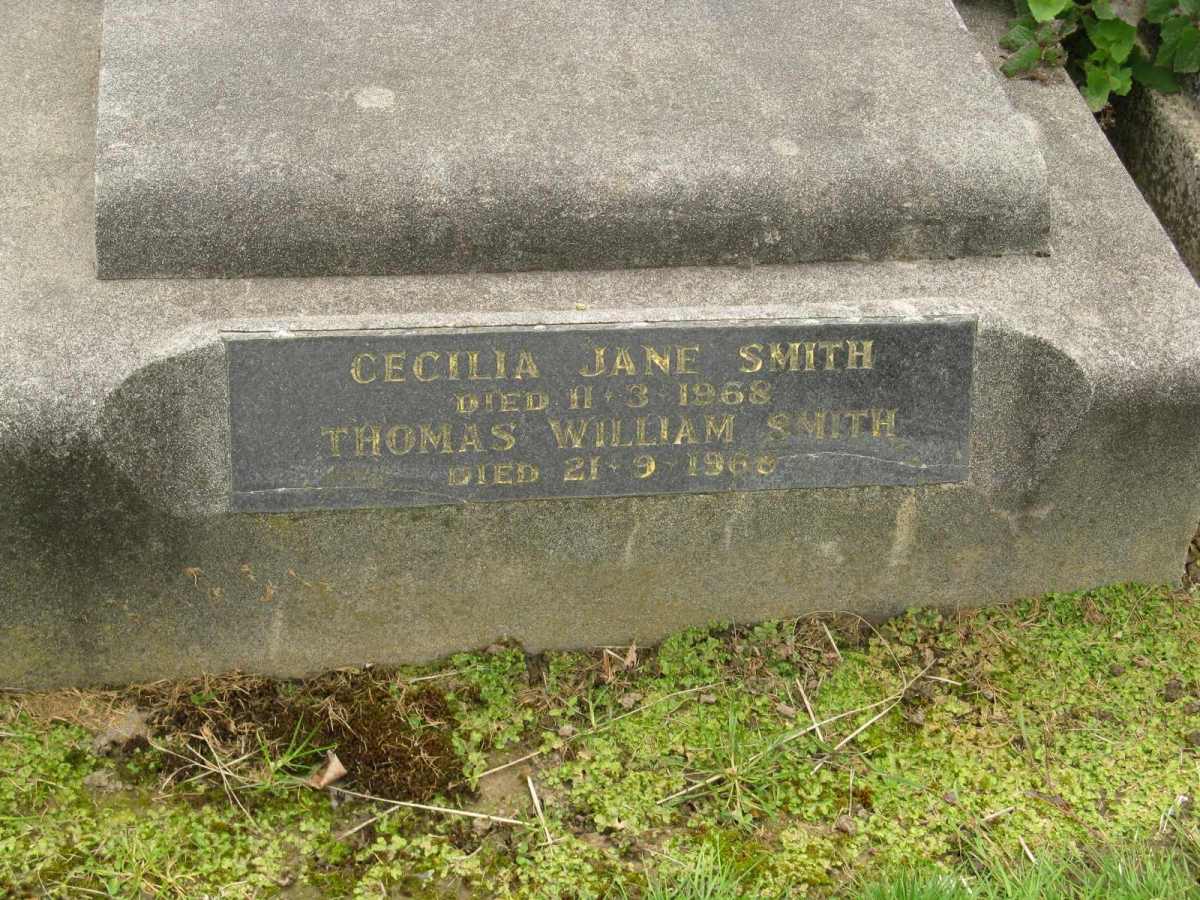 CECILIA JANE SMITH
DIED 11·3·1968
THOMAS WILLIAM SMITH
DIED 21·9·1968